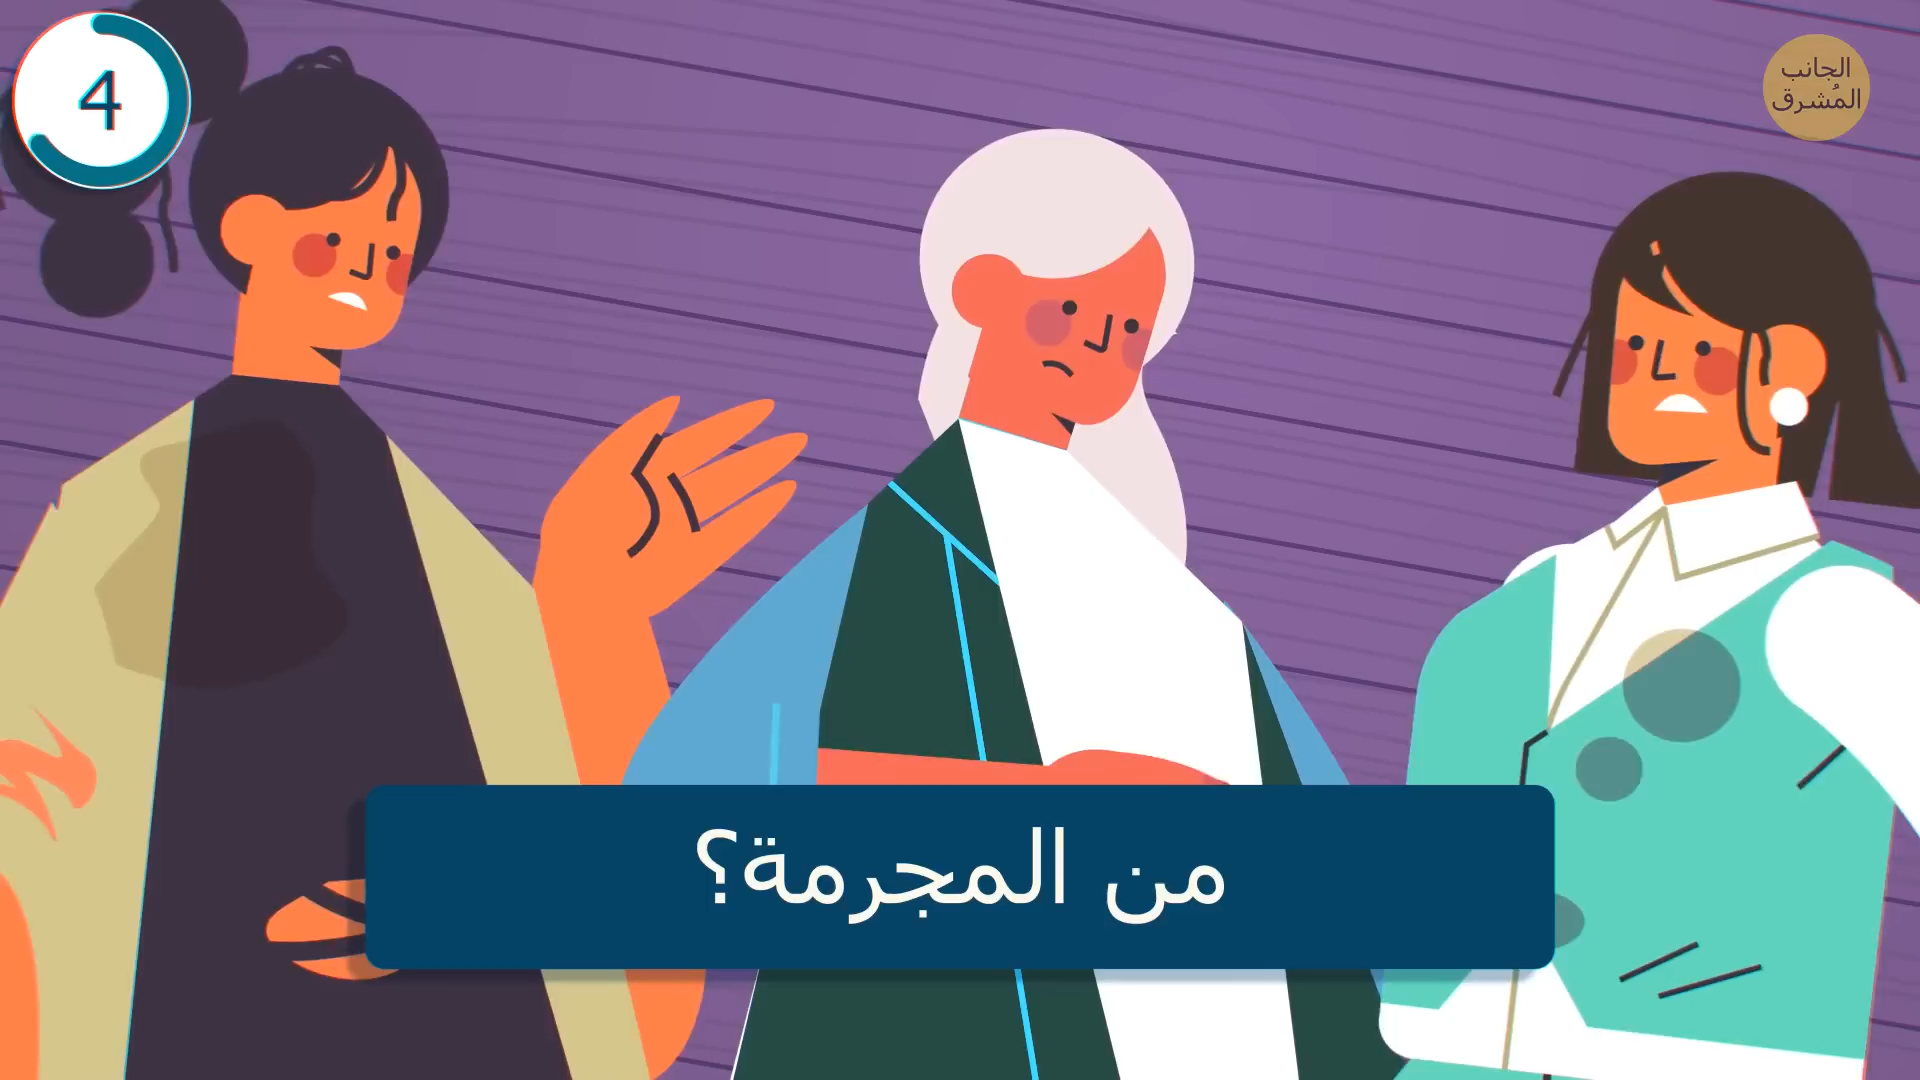 4
الجانب
المُشرق
من المجرمة؟